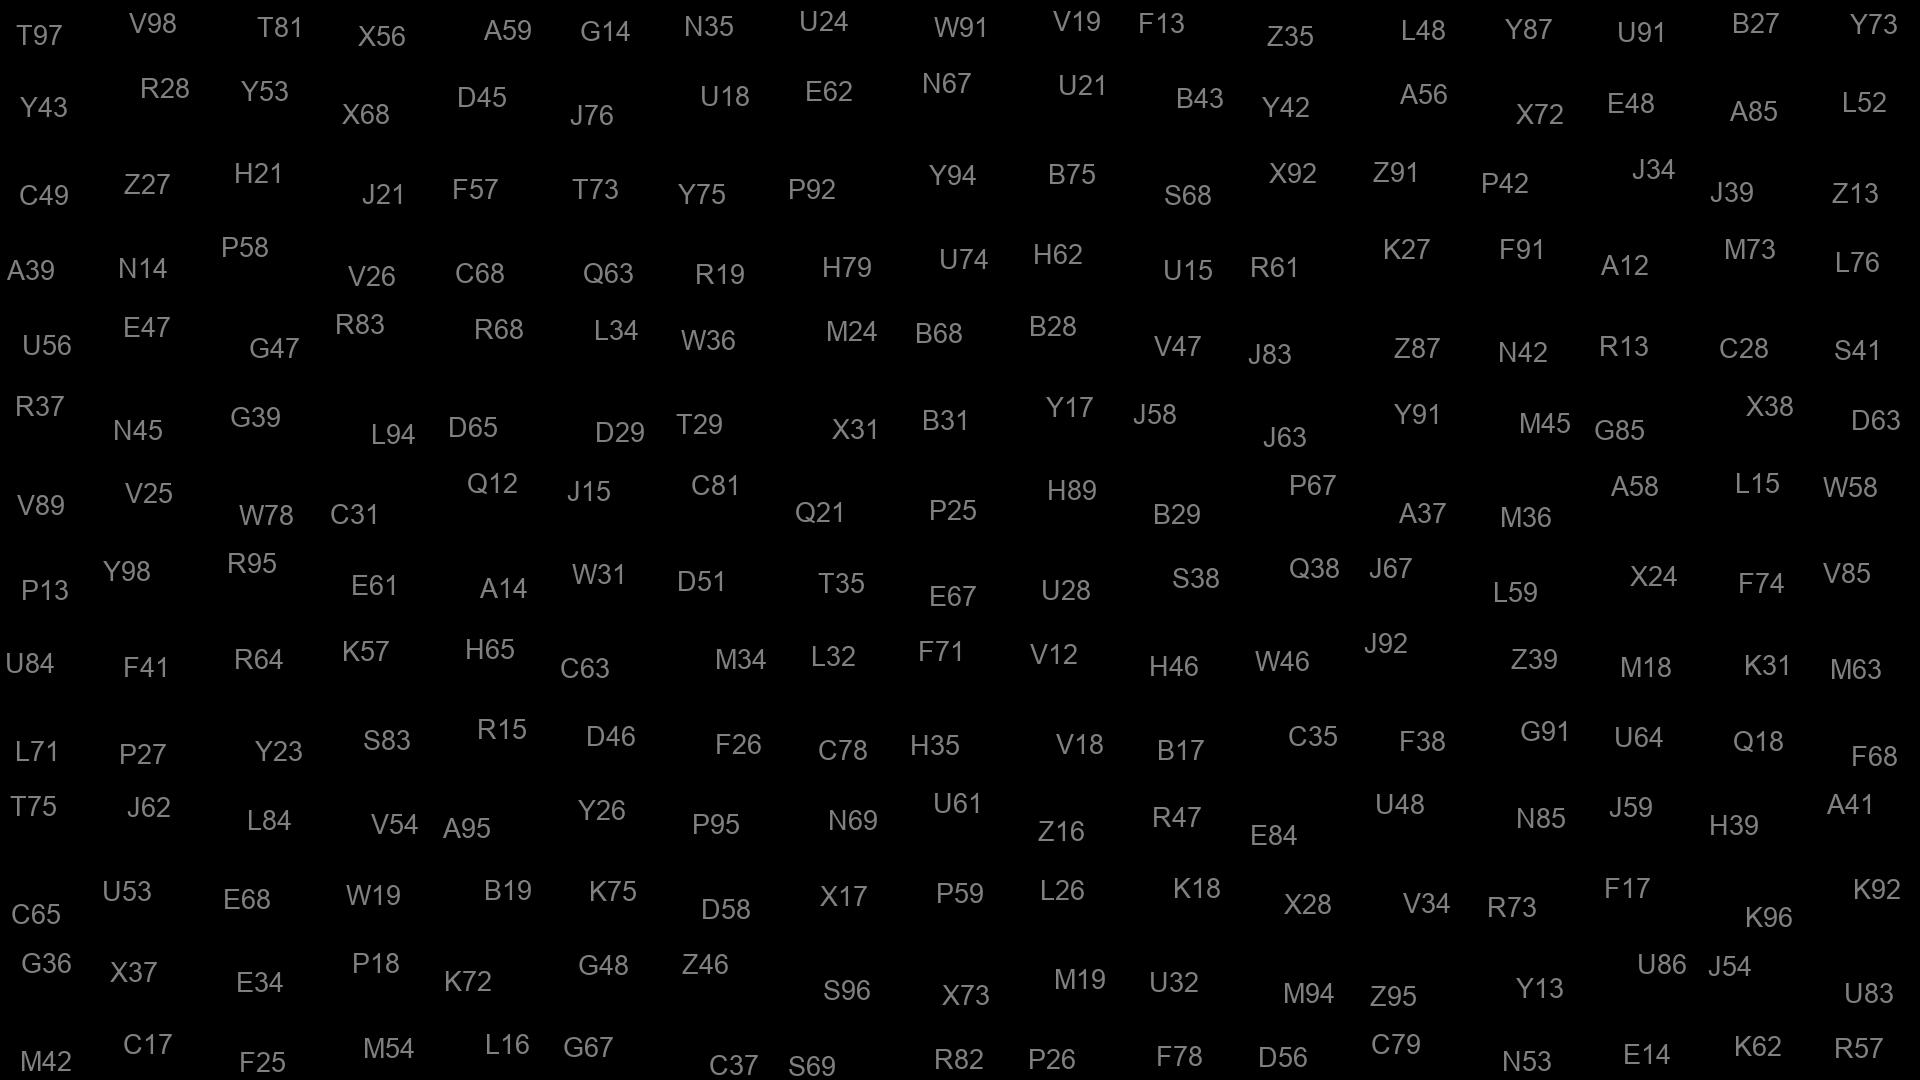 T97 V98 T81 X56 A59 G14 N35 U24 W91 V19 F13 Z35 L48 Y87 U91 B27 Y73
Y43 R28 Y53 X68 D45 J76 U18 E62 N67 U21 B43 Y42 A56 X72 E48 A85 L52
C49 Z27 H21 J21 F57 T73 Y75 P92 Y94 B75 S68 X92 Z91 P42 J34 J39 Z13
A39 N14 P58 V26 C68 Q63 R19 H79 U74 H62 U15 R61 K27 F91 A12 M73 L76
U56 E47 G47 R83 R68 L34 W36 M24 B68 B28 V47 J83 Z87 N42 R13 C28 S41
R37 N45 G39 L94 D65 D29 T29 X31 B31 Y17 J58 J63 Y91 M45 G85 X38 D63
V89 V25 W78 C31 Q12 J15 C81 Q21 P25 H89 B29 P67 A37 M36 A58 L15 W58
P13 Y98 R95 E61 A14 W31 D51 T35 E67 U28 S38 Q38 J67 L59 X24 F74 V85
U84 F41 R64 K57 H65 C63 M34 L32 F71 V12 H46 W46 J92 Z39 M18 K31 M63
L71 P27 Y23 S83 R15 D46 F26 C78 H35 V18 B17 C35 F38 G91 U64 Q18 F68
T75 J62 L84 V54 A95 Y26 P95 N69 U61 Z16 R47 E84 U48 N85 J59 H39 A41
C65 U53 E68 W19 B19 K75 D58 X17 P59 L26 K18 X28 V34 R73 F17 K96 K92
G36 X37 E34 P18 K72 G48 Z46 S96 X73 M19 U32 M94 Z95 Y13 U86 J54 U83
M42 C17 F25 M54 L16 G67 C37 S69 R82 P26 F78 D56 C79 N53 E14 K62 R57